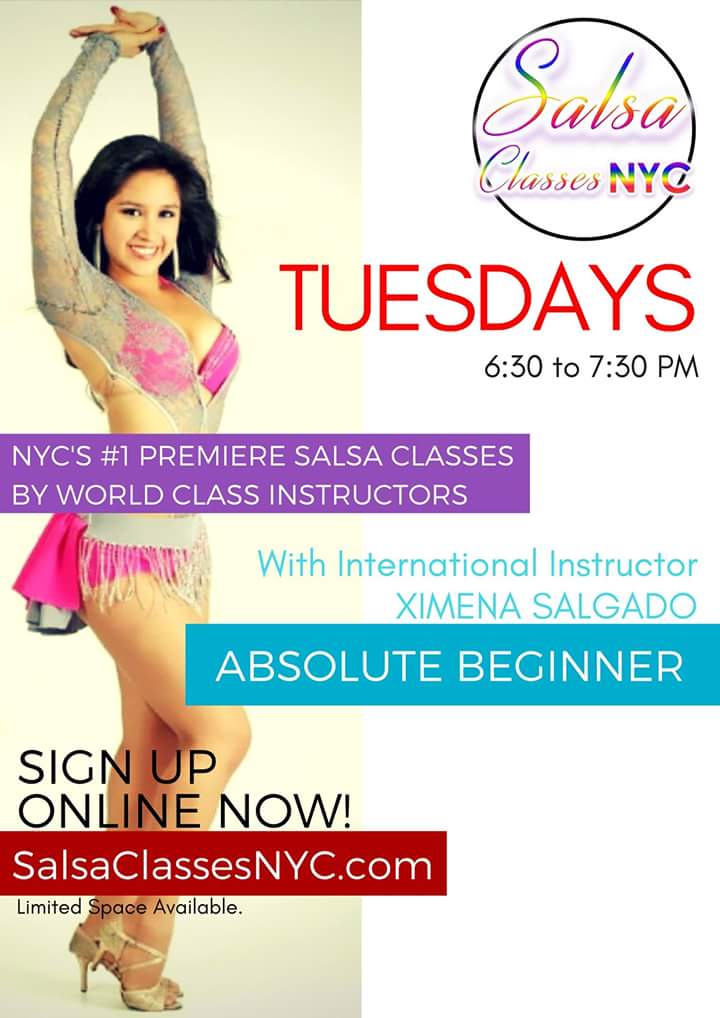 Salsa
Classes NYC
TUESDAYS
6:30 to 7:30 PM
NYC'S #1 PREMIERE SALSA CLASSES
BY WORLD CLASS INSTRUCTORS
With International Instructor
XIMENA SALGADO
ABSOLUTE BEGINNER
SIGN UP
ONLINE NOW!
SalsaClassesNYC.com
Limited Space Available.